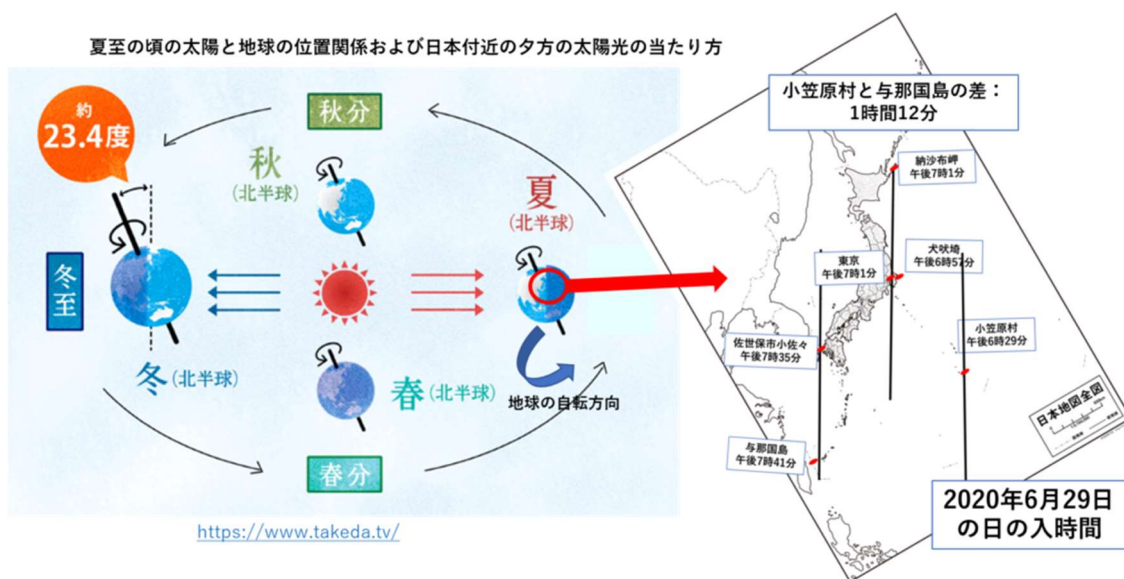 夏至の頃の太陽と地球の位置関係および日本付近の夕方の太陽光の当たり方
約
23.4度
秋分
秋
(北半球)
夏
(北半球)
冬至
冬(北半球)
春(北半球)
地球の自転方向
春分
https://www.takeda.tv/
小笠原村と与那国島の差：
1時間12分
納沙布岬
午後7時1分
東京
午後7時1分
犬吠埼
午後6時57分
佐世保市小佐々
午後7時35分
小笠原村
午後6時29分
与那国島
午後7時41分
日本地図全図
2020年6月29日
の日の入時間